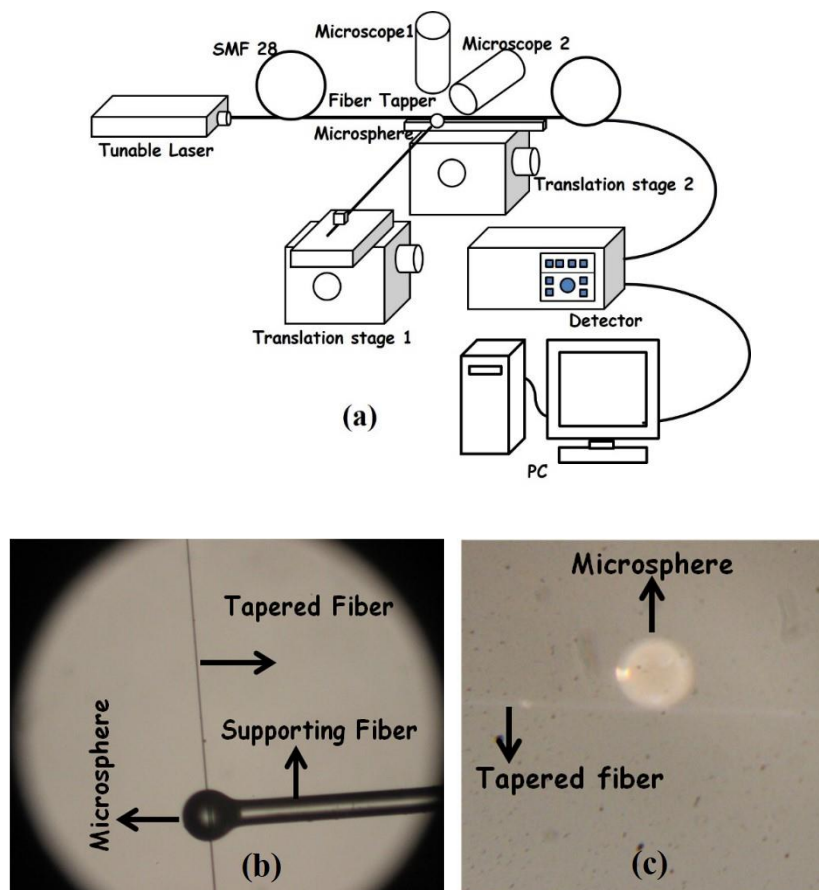 Microscope1
SMF 28
Microscope 2
Fiber Tapper
Microsphere
Tunable Laser
Translation stage 2
Translation stage 1
Detector
(a)
PC
Tapered Fiber
Supporting Fiber
Microsphere
(b)
Microsphere
Tapered fiber
(c)